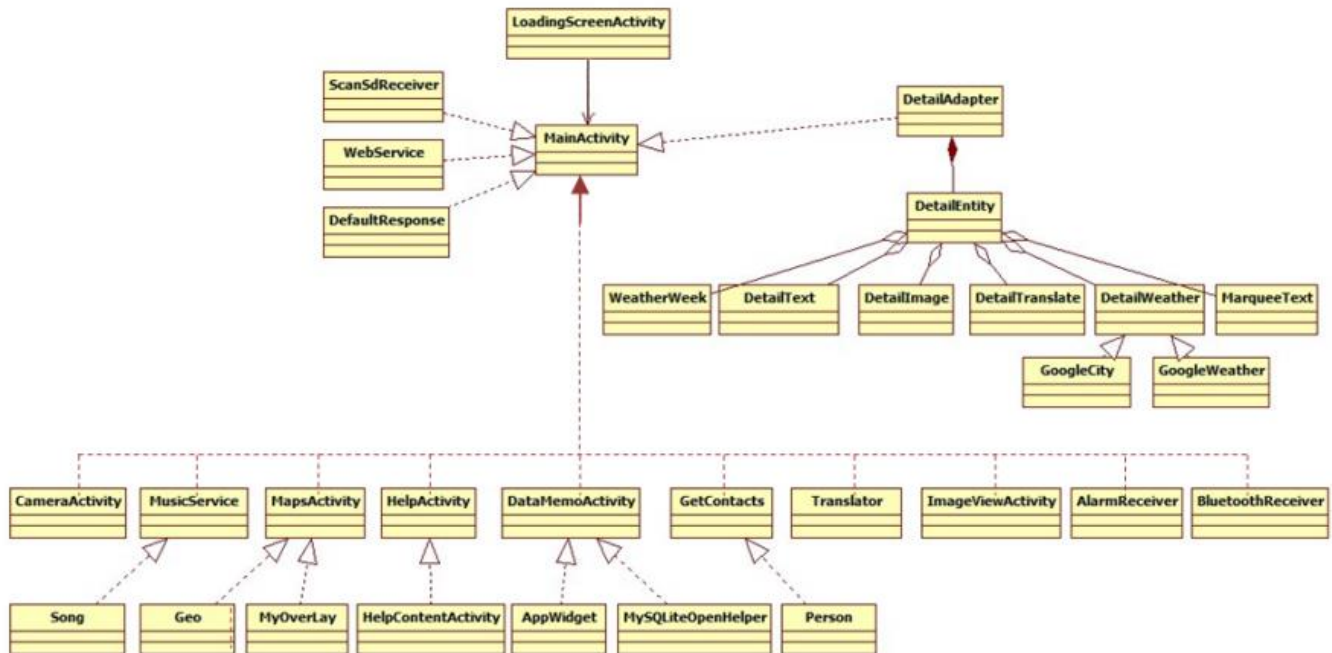 LoadingScreenActivity
ScanSdReceiver
DetailAdapter
MainActivity
WebService
DetailEntity
DefaultResponse
WeatherWeek DetailText DetailImage DetailTranslate DetailWeather MarqueeText
GoogleCity GoogleWeather
CameraActivity MusicService MapsActivity HelpActivity DataMemoActivity GetContacts Translator ImageViewActivity AlarmReceiver BluetoothReceiver
Song Geo MyOverLay HelpContentActivity AppWidget MySQLiteOpenHelper Person